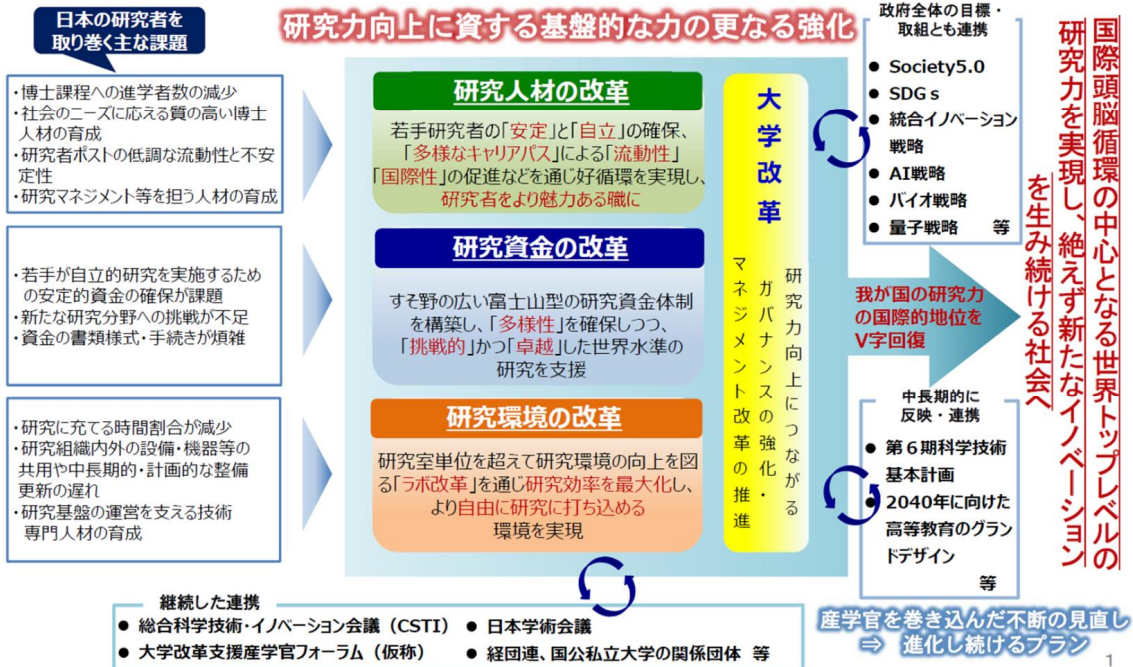 日本の研究者を
取り巻く主な課題
研究力向上に資する基盤的な力の更なる強化
・博士課程への進学者数の減少
・社会のニーズに応える質の高い博士
人材の育成
・研究者ポストの低調な流動性と不安
定性
・研究マネジメント等を担う人材の育成
研究人材の改革
若手研究者の「安定」と「自立」の確保、
「多様なキャリアパス」による「流動性」
「国際性」の促進などを通じ好循環を実現し、
研究者をより魅力ある職に
・若手が自立的研究を実施するため
の安定的資金の確保が課題
・新たな研究分野への挑戦が不足
・資金の書類様式・手続きが煩雑
研究資金の改革
すそ野の広い富士山型の研究資金体制
を構築し、「多様性」を確保しつつ、
「挑戦的」かつ「卓越」した世界水準の
研究を支援
・研究に充てる時間割合が減少
・研究組織内外の設備・機器等の
共用や中長期的・計画的な整備
更新の遅れ
・研究基盤の運営を支える技術
専門人材の育成
研究環境の改革
研究室単位を超えて研究環境の向上を図
る「ラボ改革」を通じ研究効率を最大化し、
より自由に研究に打ち込める
環境を実現
大学改革
研究力向上につながる
ガバナンスの強化・
マネジメント改革の推進
政府全体の目標・
取組とも連携
● Society5.0
● SDGs
● 統合イノベーション
戦略
● AI戦略
● バイオ戦略
● 量子戦略 等
我が国の研究力
の国際的地位を
V字回復
中長期的に
反映・連携
● 第６期科学技術
基本計画
● 2040年に向けた
高等教育のグラン
ドデザイン
等
国際頭脳循環の中心となる世界トップレベルの
研究力を実現し、絶えず新たなイノベーション
を生み続ける社会へ
継続した連携
● 総合科学技術・イノベーション会議（CSTI）
● 日本学術会議
● 大学改革支援産学官フォーラム（仮称）
● 経団連、国公私立大学の関係団体 等
産学官を巻き込んだ不断の見直し
⇒ 進化し続けるプラン
1